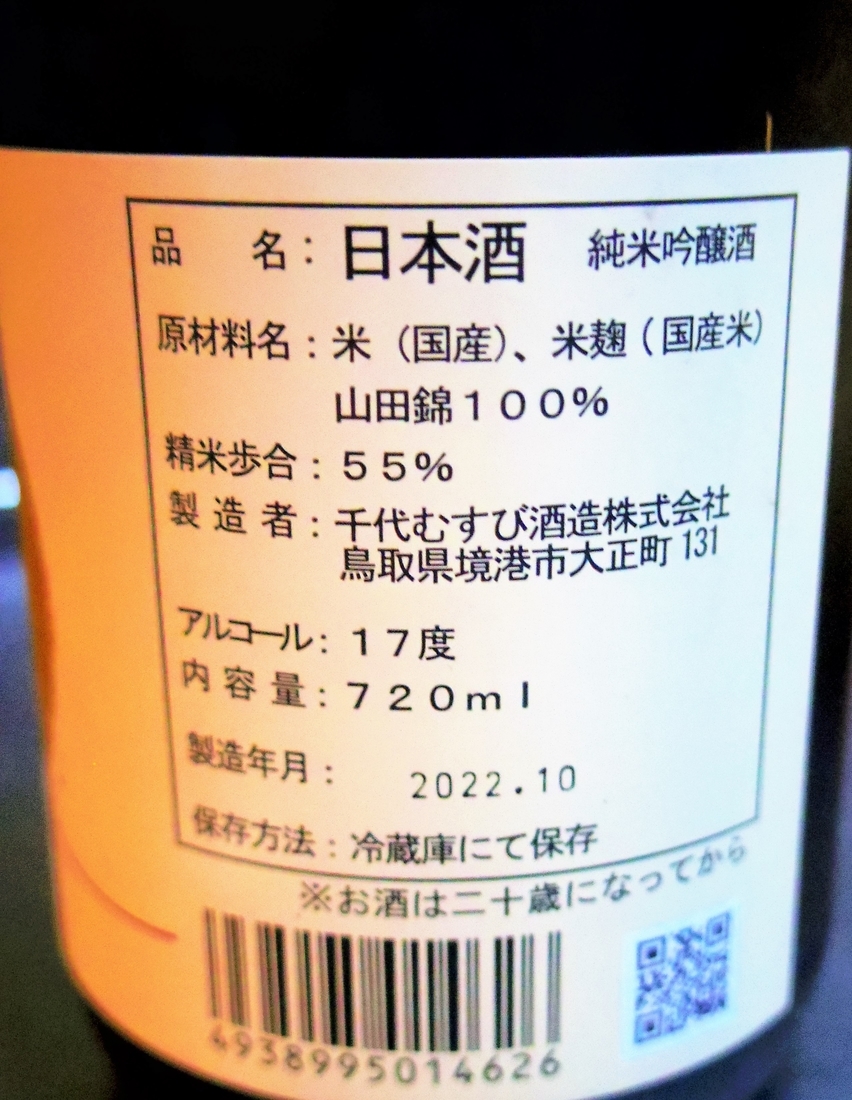 品　　名：日本酒　純米吟醸酒
原材料名：米（国産）、米麹（国産米）
山田錦１００％
精米歩合：５５％
製 造 者：千代むすび酒造株式会社
鳥取県境港市大正町 131
アルコール：１７度
内 容 量：７２０ｍｌ
製造年月：　2022.10
保存方法：冷蔵庫にて保存
※お酒は二十歳になってから
4938995014626